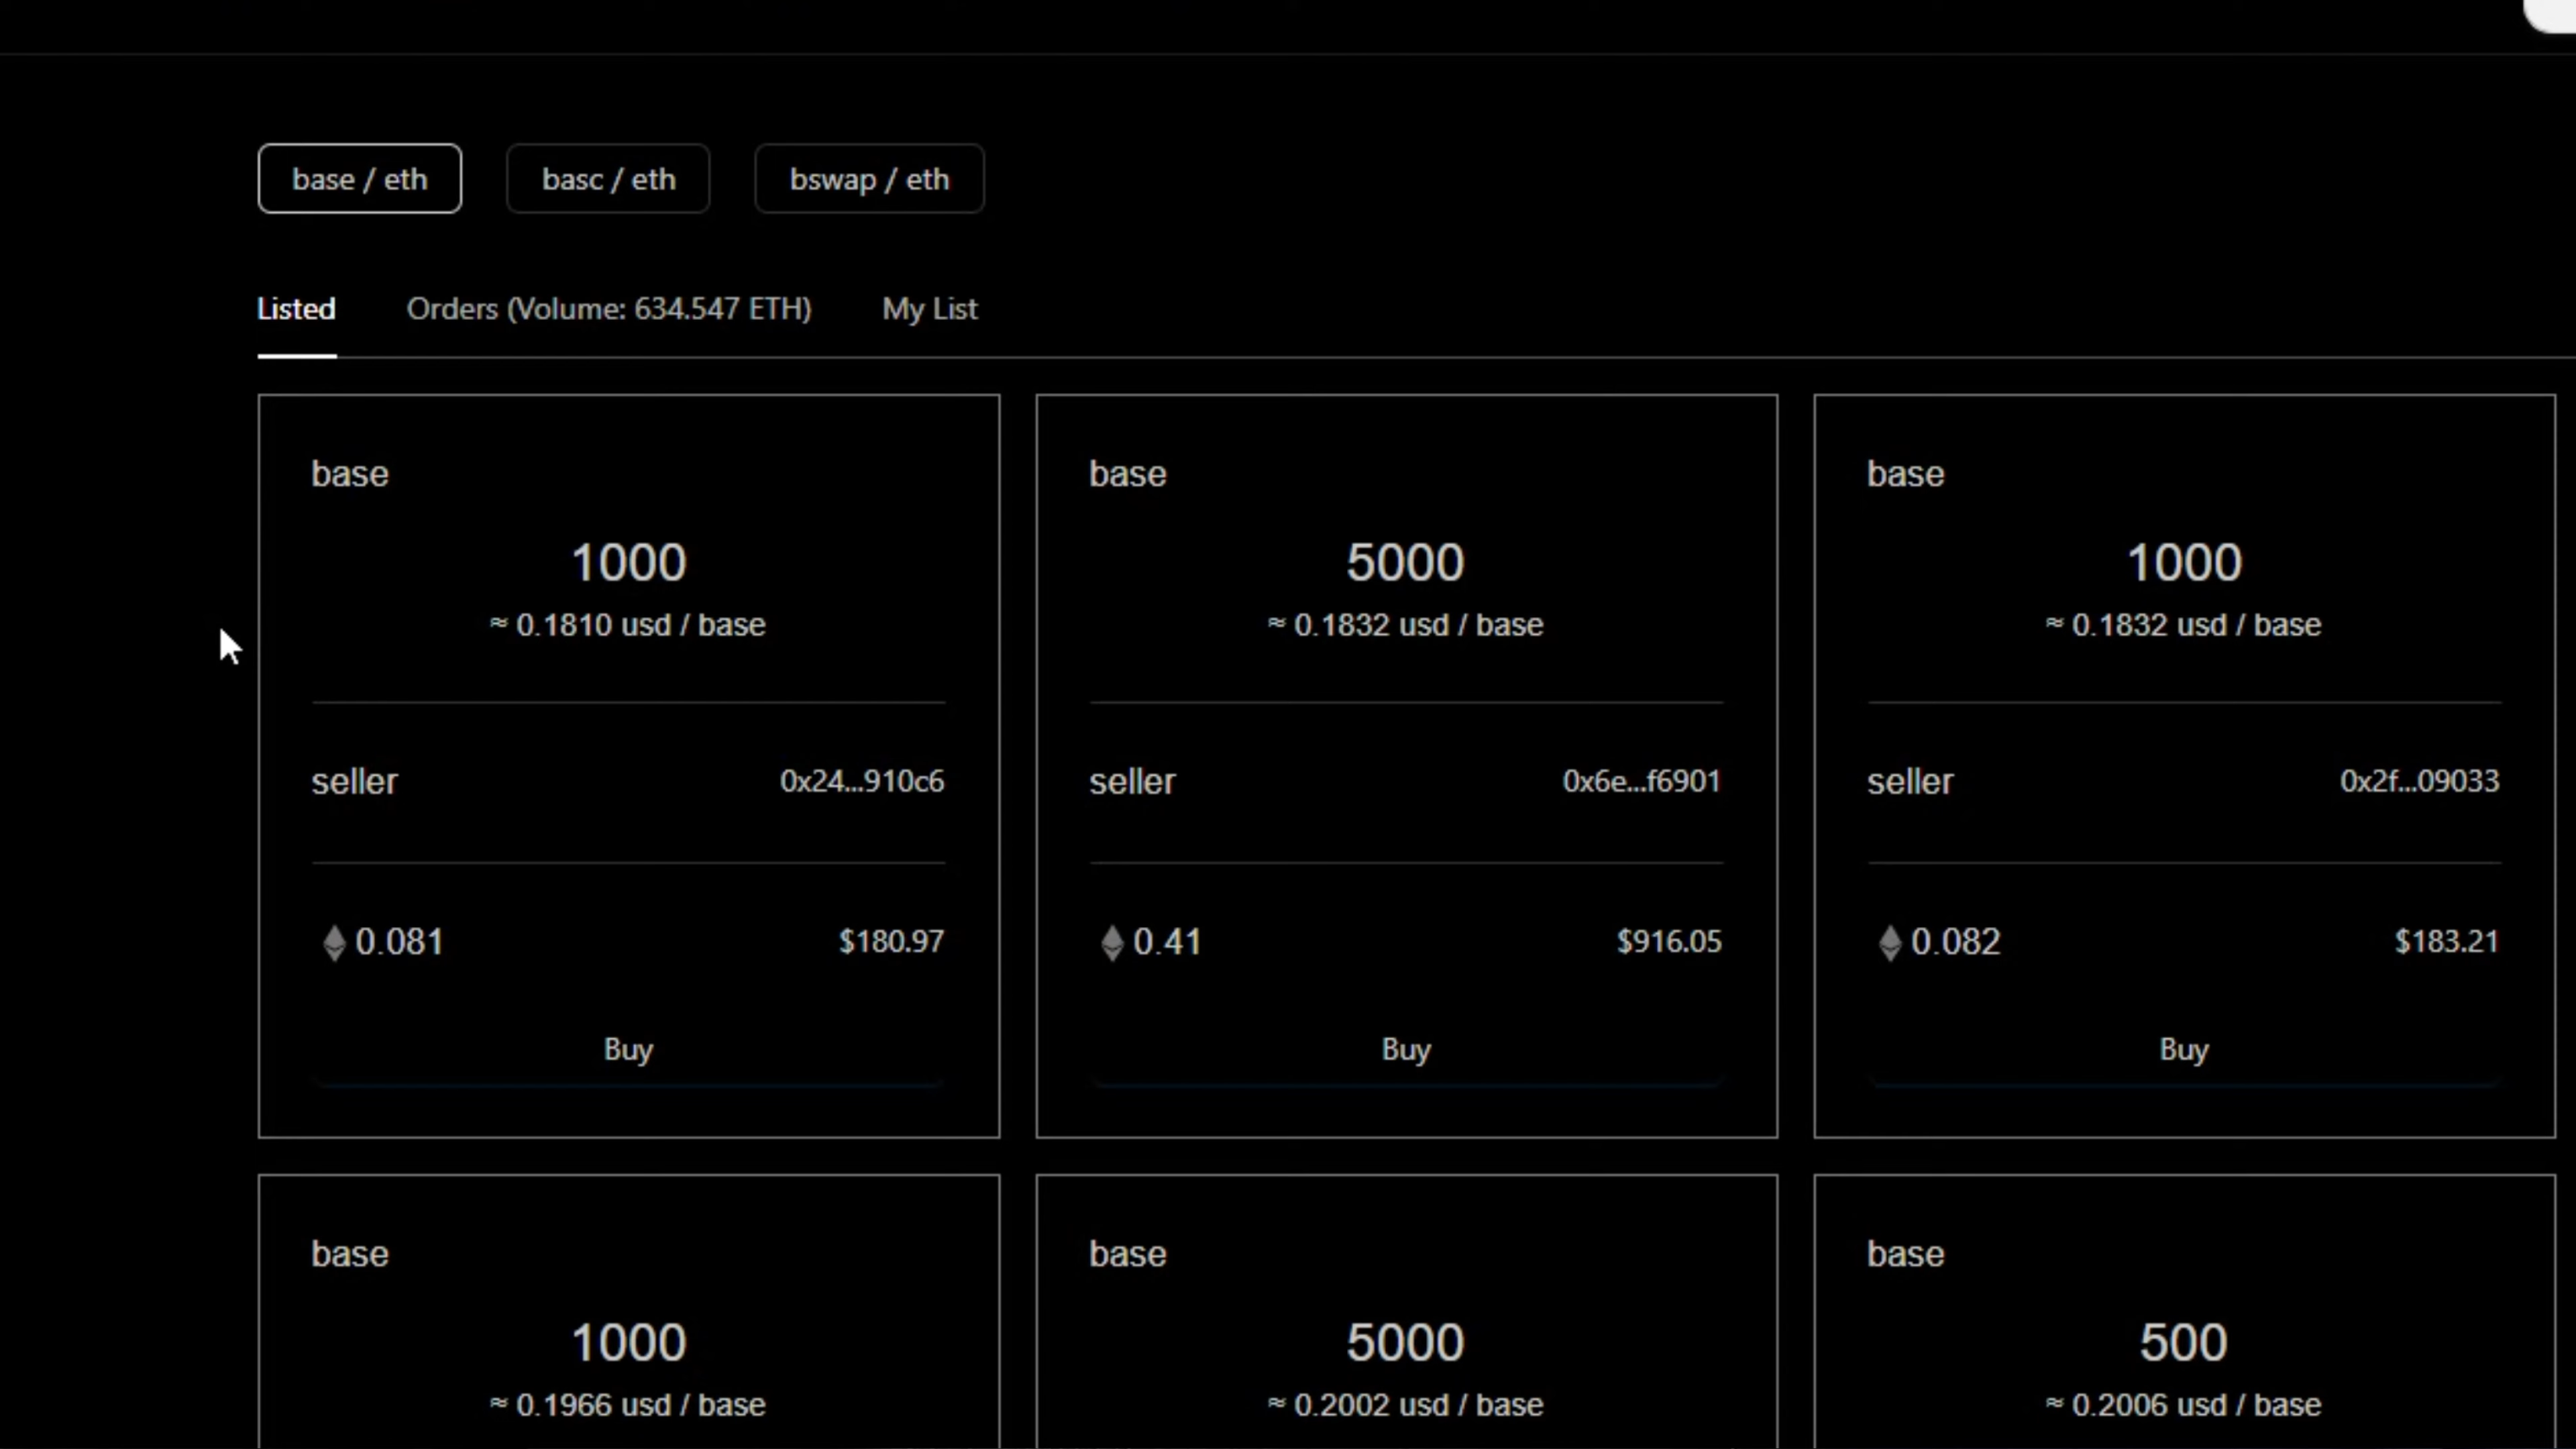 base / eth basc / eth bswap / eth
Listed Orders (Volume: 634.547 ETH) My List
base base base
1000 5000 1000
≈ 0.1810 usd / base ≈ 0.1832 usd / base ≈ 0.1832 usd / base
seller 0x24...910c6 seller 0x6e...f6901 seller 0x2f...09033
0.081 $180.97 0.41 $916.05 0.082 $183.21
Buy Buy Buy
base base base
1000 5000 500
≈ 0.1966 usd / base ≈ 0.2002 usd / base ≈ 0.2006 usd / base